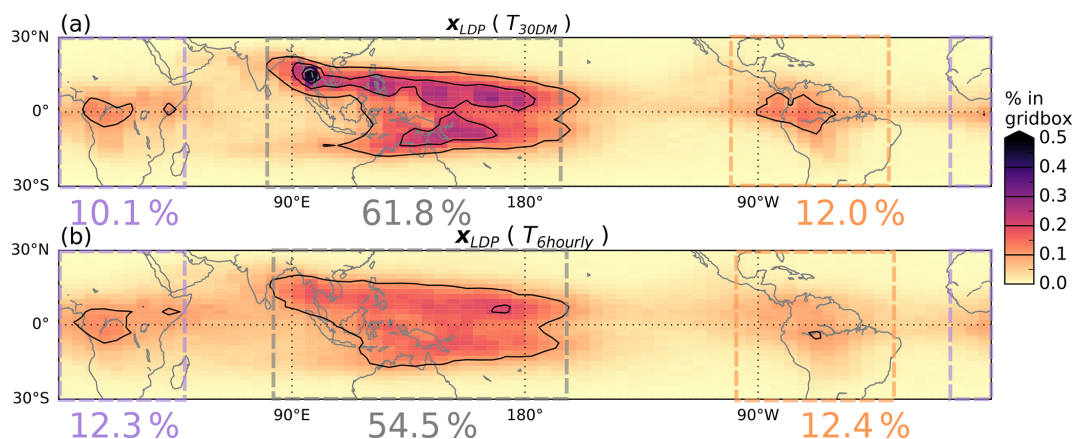 (a) x_LDP ( T_30DM )
30°N
0°
30°S
90°E 180° 90°W
10.1 % 61.8 % 12.0 %
% in
gridbox
0.5
0.4
0.3
0.2
0.1
0.0
(b) x_LDP ( T_6hourly )
30°N
0°
30°S
90°E 180° 90°W
12.3 % 54.5 % 12.4 %